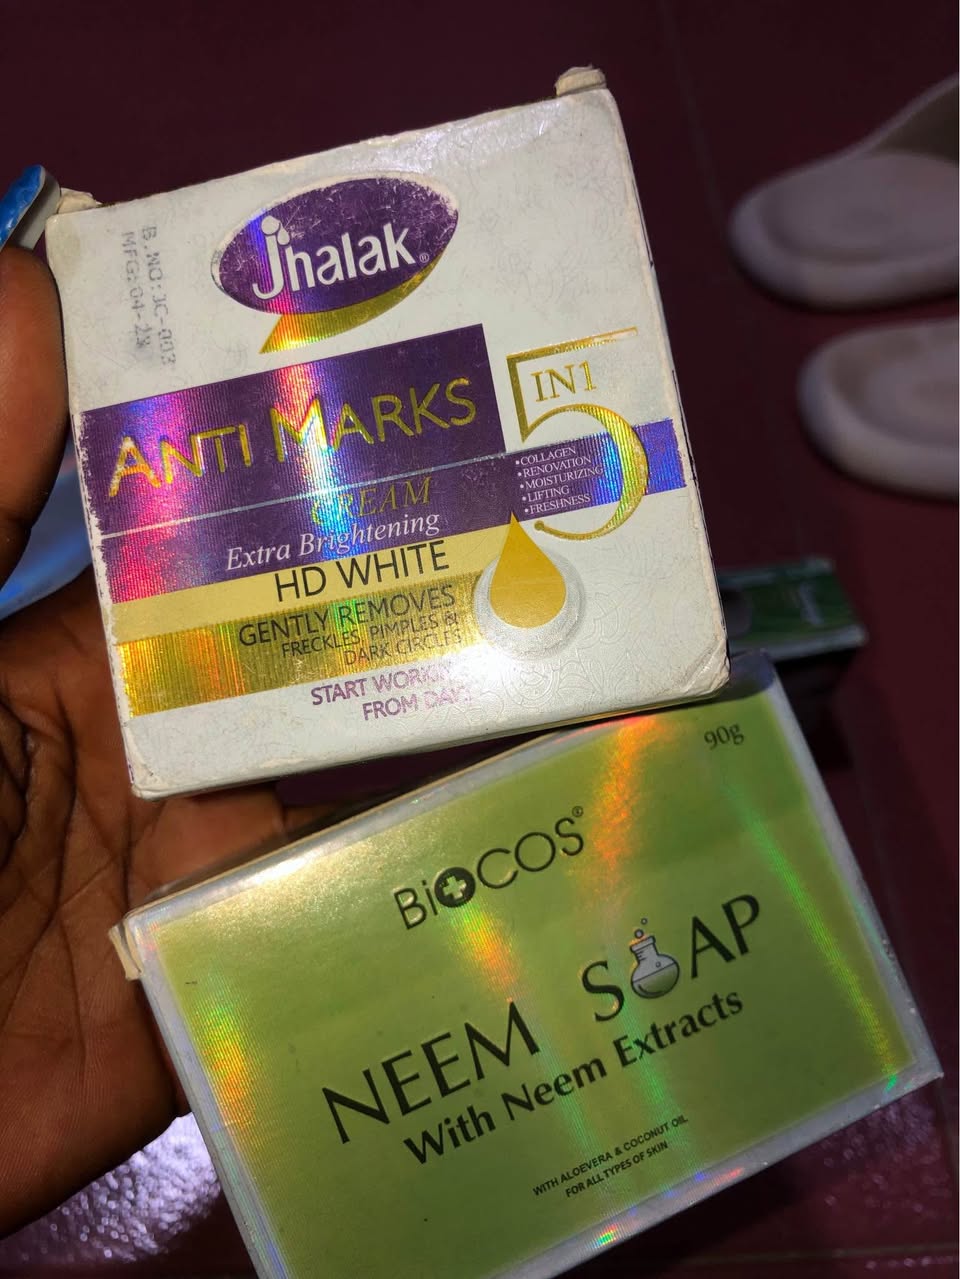 B.NO: JC-003
MFG: 04-23
Jhalak®
ANTI MARKS
CREAM
Extra Brightening
HD WHITE
GENTLY REMOVES
FRECKLES, PIMPLES &
DARK CIRCLES
START WORKING
FROM DAY
5 IN1
•COLLAGEN
•RENOVATION
•MOISTURIZING
•LIFTING
•FRESHNESS
90g
BiOCOS®
NEEM SOAP
With Neem Extracts
WITH ALOEVERA & COCONUT OIL
FOR ALL TYPES OF SKIN